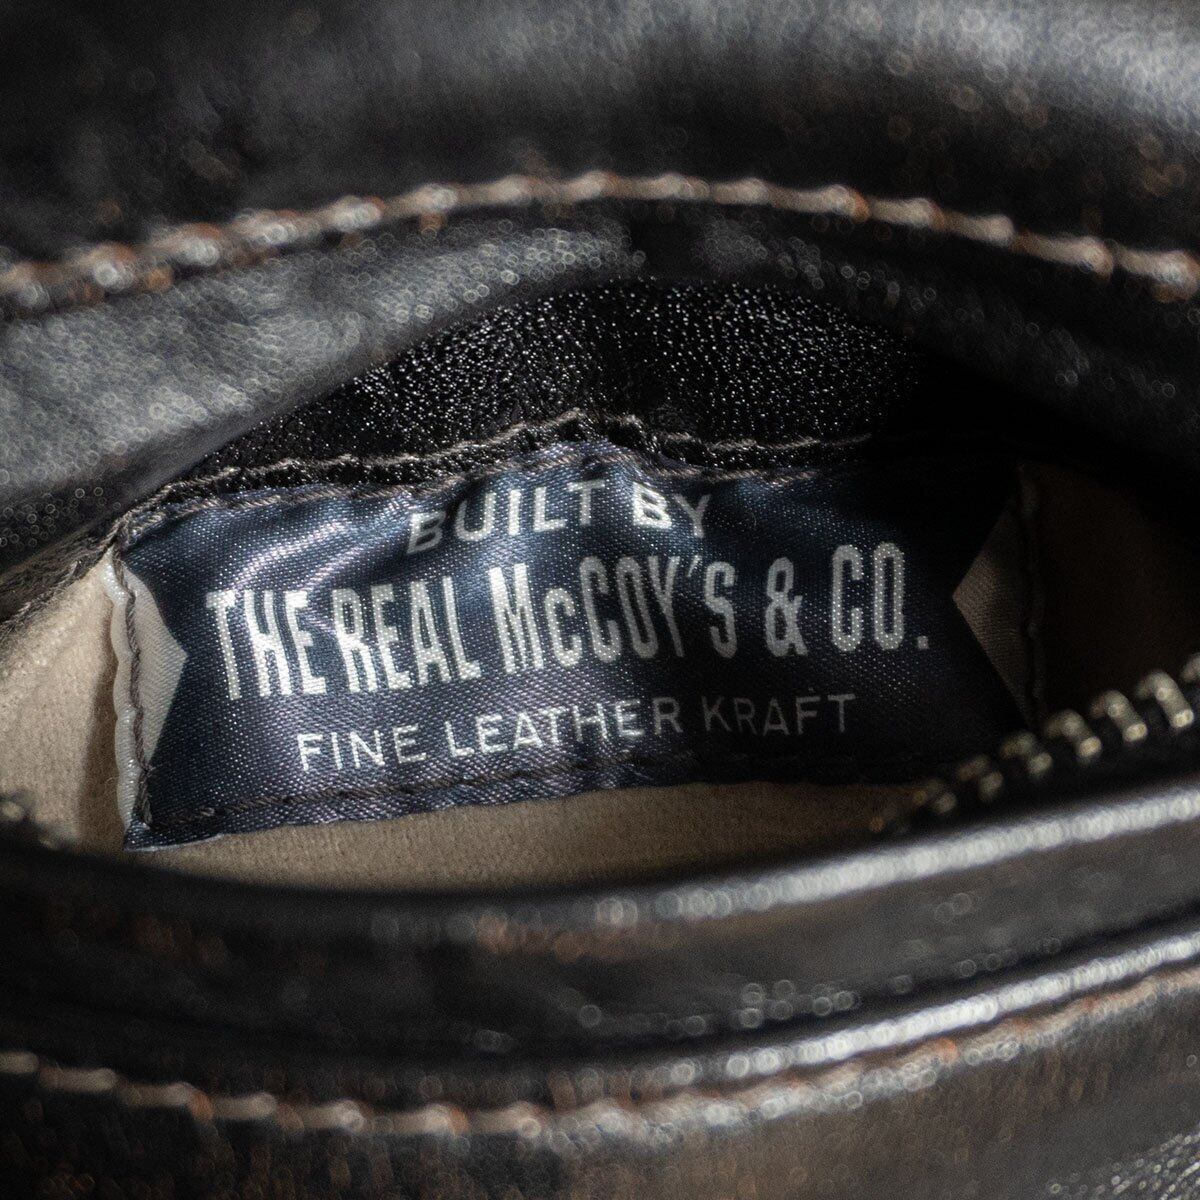 BUILT BY
THE REAL McCOY'S & CO.
FINE LEATHER KRAFT